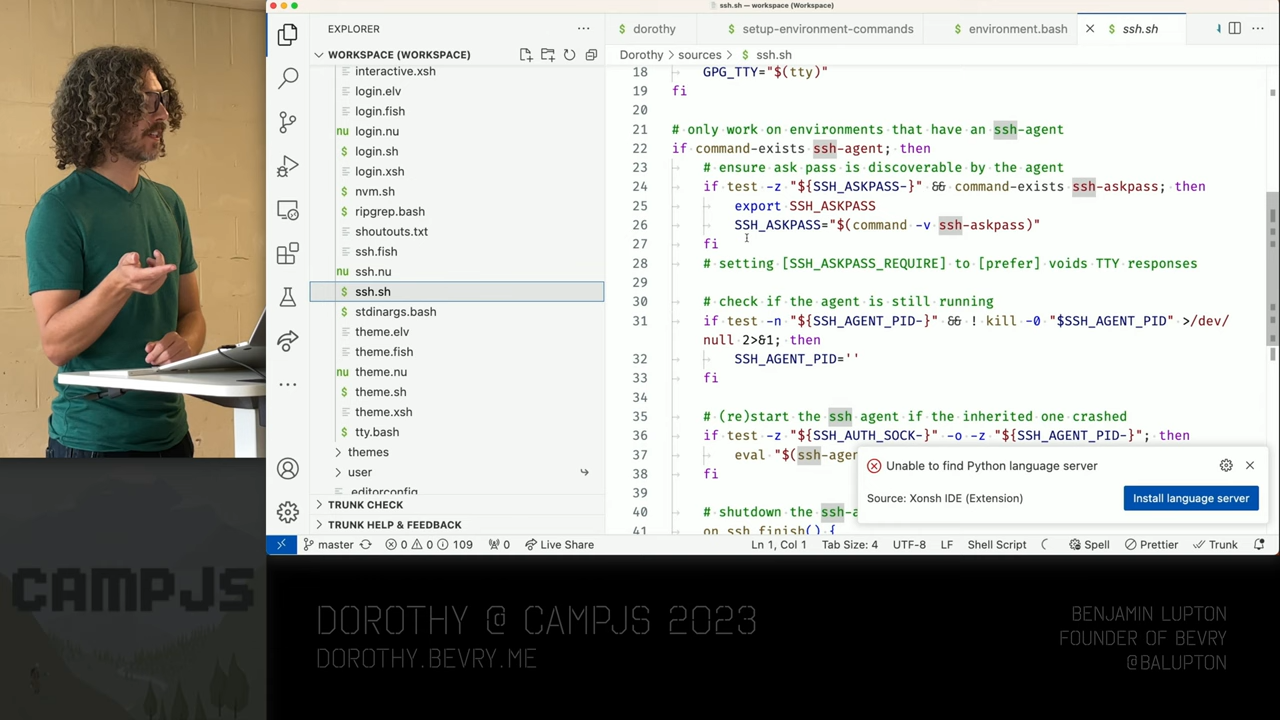 ssh.sh — workspace (Workspace)
EXPLORER
dorothy
setup-environment-commands
environment.bash
ssh.sh
WORKSPACE (WORKSPACE)
Dorothy > sources > $ ssh.sh
interactive.xsh
login.elv
login.fish
nu login.nu
$ login.sh
login.xsh
$ nvm.sh
$ ripgrep.bash
shoutouts.txt
ssh.fish
nu ssh.nu
$ ssh.sh
$ stdinargs.bash
theme.elv
theme.fish
nu theme.nu
$ theme.sh
theme.xsh
$ tty.bash
> themes
> user
.editorconfig
> TRUNK CHECK
> TRUNK HELP & FEEDBACK
18 GPG_TTY="$(tty)"
19 fi
20
21 # only work on environments that have an ssh-agent
22 if command-exists ssh-agent; then
23 # ensure ask pass is discoverable by the agent
24 if test -z "${SSH_ASKPASS-}" && command-exists ssh-askpass; then
25 export SSH_ASKPASS
26 SSH_ASKPASS="$(command -v ssh-askpass)"
27 fi
28 # setting [SSH_ASKPASS_REQUIRE] to [prefer] voids TTY responses
29
30 # check if the agent is still running
31 if test -n "${SSH_AGENT_PID-}" && ! kill -0 "$SSH_AGENT_PID" >/dev/
null 2>&1; then
32 SSH_AGENT_PID=''
33 fi
34
35 # (re)start the ssh agent if the inherited one crashed
36 if test -z "${SSH_AUTH_SOCK-}" -o -z "${SSH_AGENT_PID-}"; then
37 eval "$(ssh-agen
38 fi
39
40 # shutdown the ssh-a
41 on_ssh_finish() {
Unable to find Python language server
Source: Xonsh IDE (Extension)
Install language server
master
0 0 109
0
Live Share
Ln 1, Col 1
Tab Size: 4
UTF-8
LF
Shell Script
Spell
Prettier
Trunk
CAMPJS
DOROTHY @ CAMPJS 2023
DOROTHY.BEVRY.ME
BENJAMIN LUPTON
FOUNDER OF BEVRY
@BALUPTON